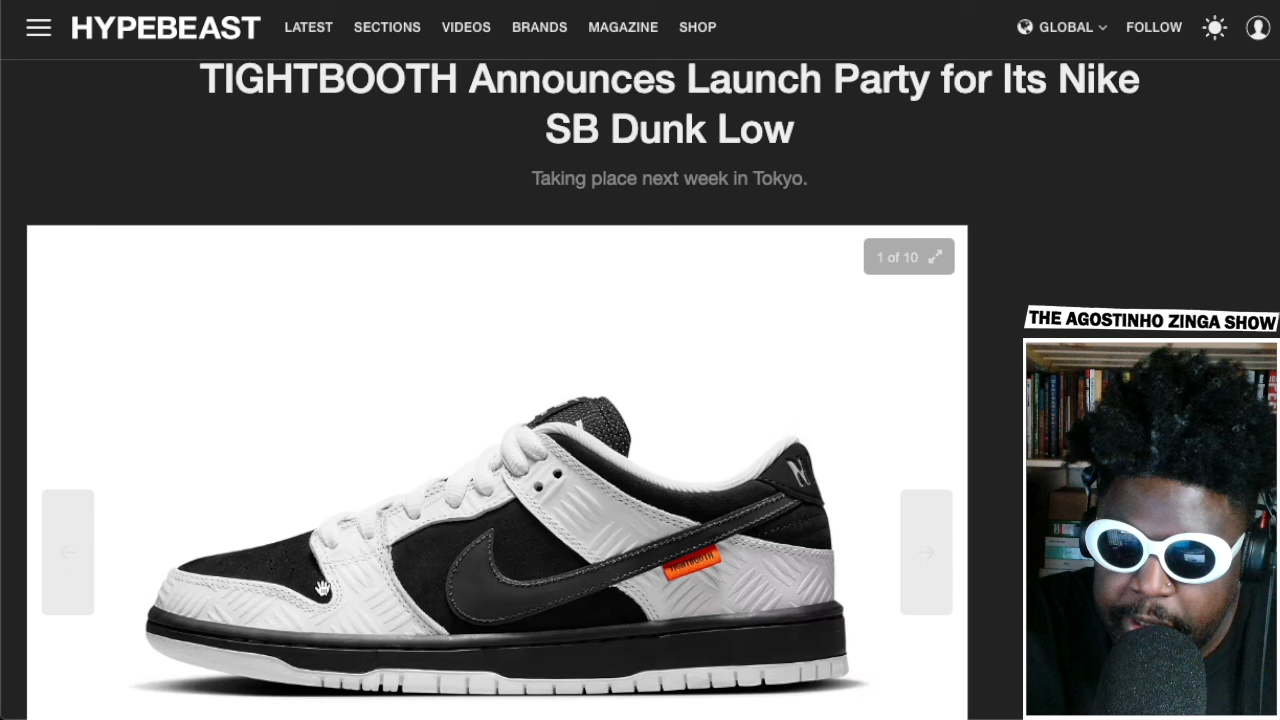 HYPEBEAST LATEST SECTIONS VIDEOS BRANDS MAGAZINE SHOP GLOBAL FOLLOW
TIGHTBOOTH Announces Launch Party for Its Nike
SB Dunk Low
Taking place next week in Tokyo.
1 of 10
THE AGOSTINHO ZINGA SHOW
TIGHTBOOTH